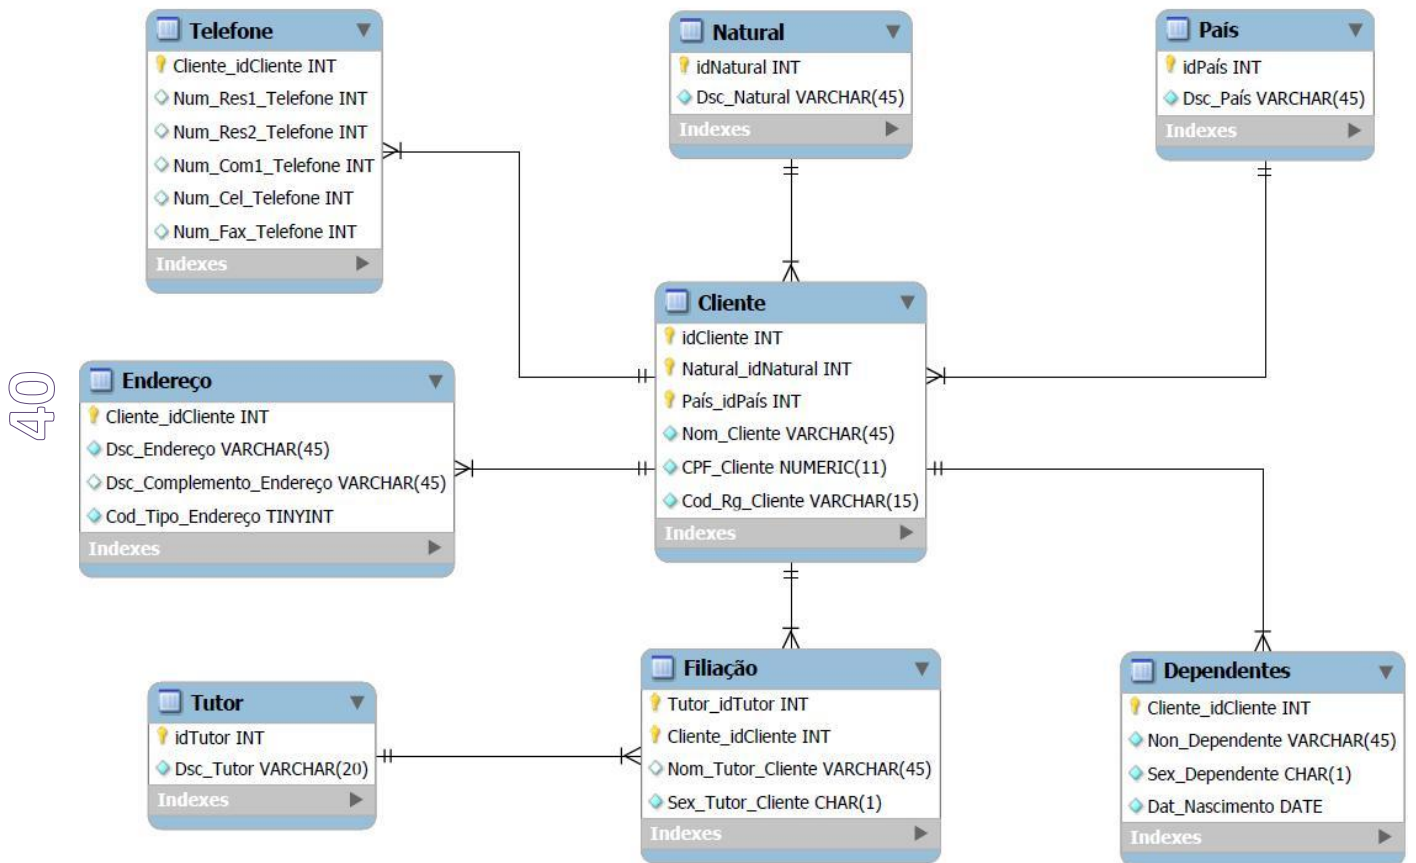 Telefone
Cliente_idCliente INT
Num_Res1_Telefone INT
Num_Res2_Telefone INT
Num_Com1_Telefone INT
Num_Cel_Telefone INT
Num_Fax_Telefone INT
Indexes
Natural
idNatural INT
Dsc_Natural VARCHAR(45)
Indexes
País
idPaís INT
Dsc_País VARCHAR(45)
Indexes
Cliente
idCliente INT
Natural_idNatural INT
País_idPaís INT
Nom_Cliente VARCHAR(45)
CPF_Cliente NUMERIC(11)
Cod_Rg_Cliente VARCHAR(15)
Indexes
40
Endereço
Cliente_idCliente INT
Dsc_Endereço VARCHAR(45)
Dsc_Complemento_Endereço VARCHAR(45)
Cod_Tipo_Endereço TINYINT
Indexes
Tutor
idTutor INT
Dsc_Tutor VARCHAR(20)
Indexes
Filiação
Tutor_idTutor INT
Cliente_idCliente INT
Nom_Tutor_Cliente VARCHAR(45)
Sex_Tutor_Cliente CHAR(1)
Indexes
Dependentes
Cliente_idCliente INT
Non_Dependente VARCHAR(45)
Sex_Dependente CHAR(1)
Dat_Nascimento DATE
Indexes